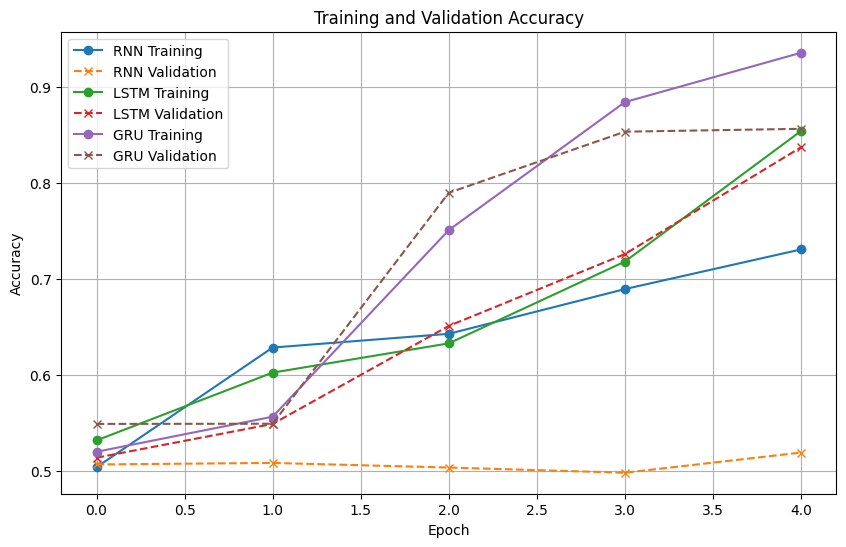 Training and Validation Accuracy
RNN Training
RNN Validation
LSTM Training
LSTM Validation
GRU Training
GRU Validation
Accuracy
0.9
0.8
0.7
0.6
0.5
0.0 0.5 1.0 1.5 2.0 2.5 3.0 3.5 4.0
Epoch